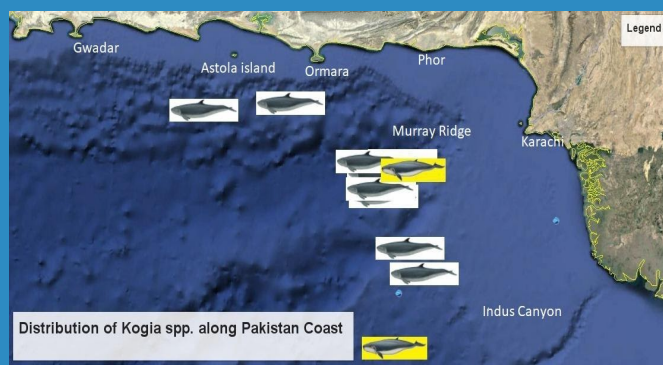 Legend
Gwadar
Astola island
Ormara
Phor
Murray Ridge
Karachi
Indus Canyon
Distribution of Kogia spp. along Pakistan Coast